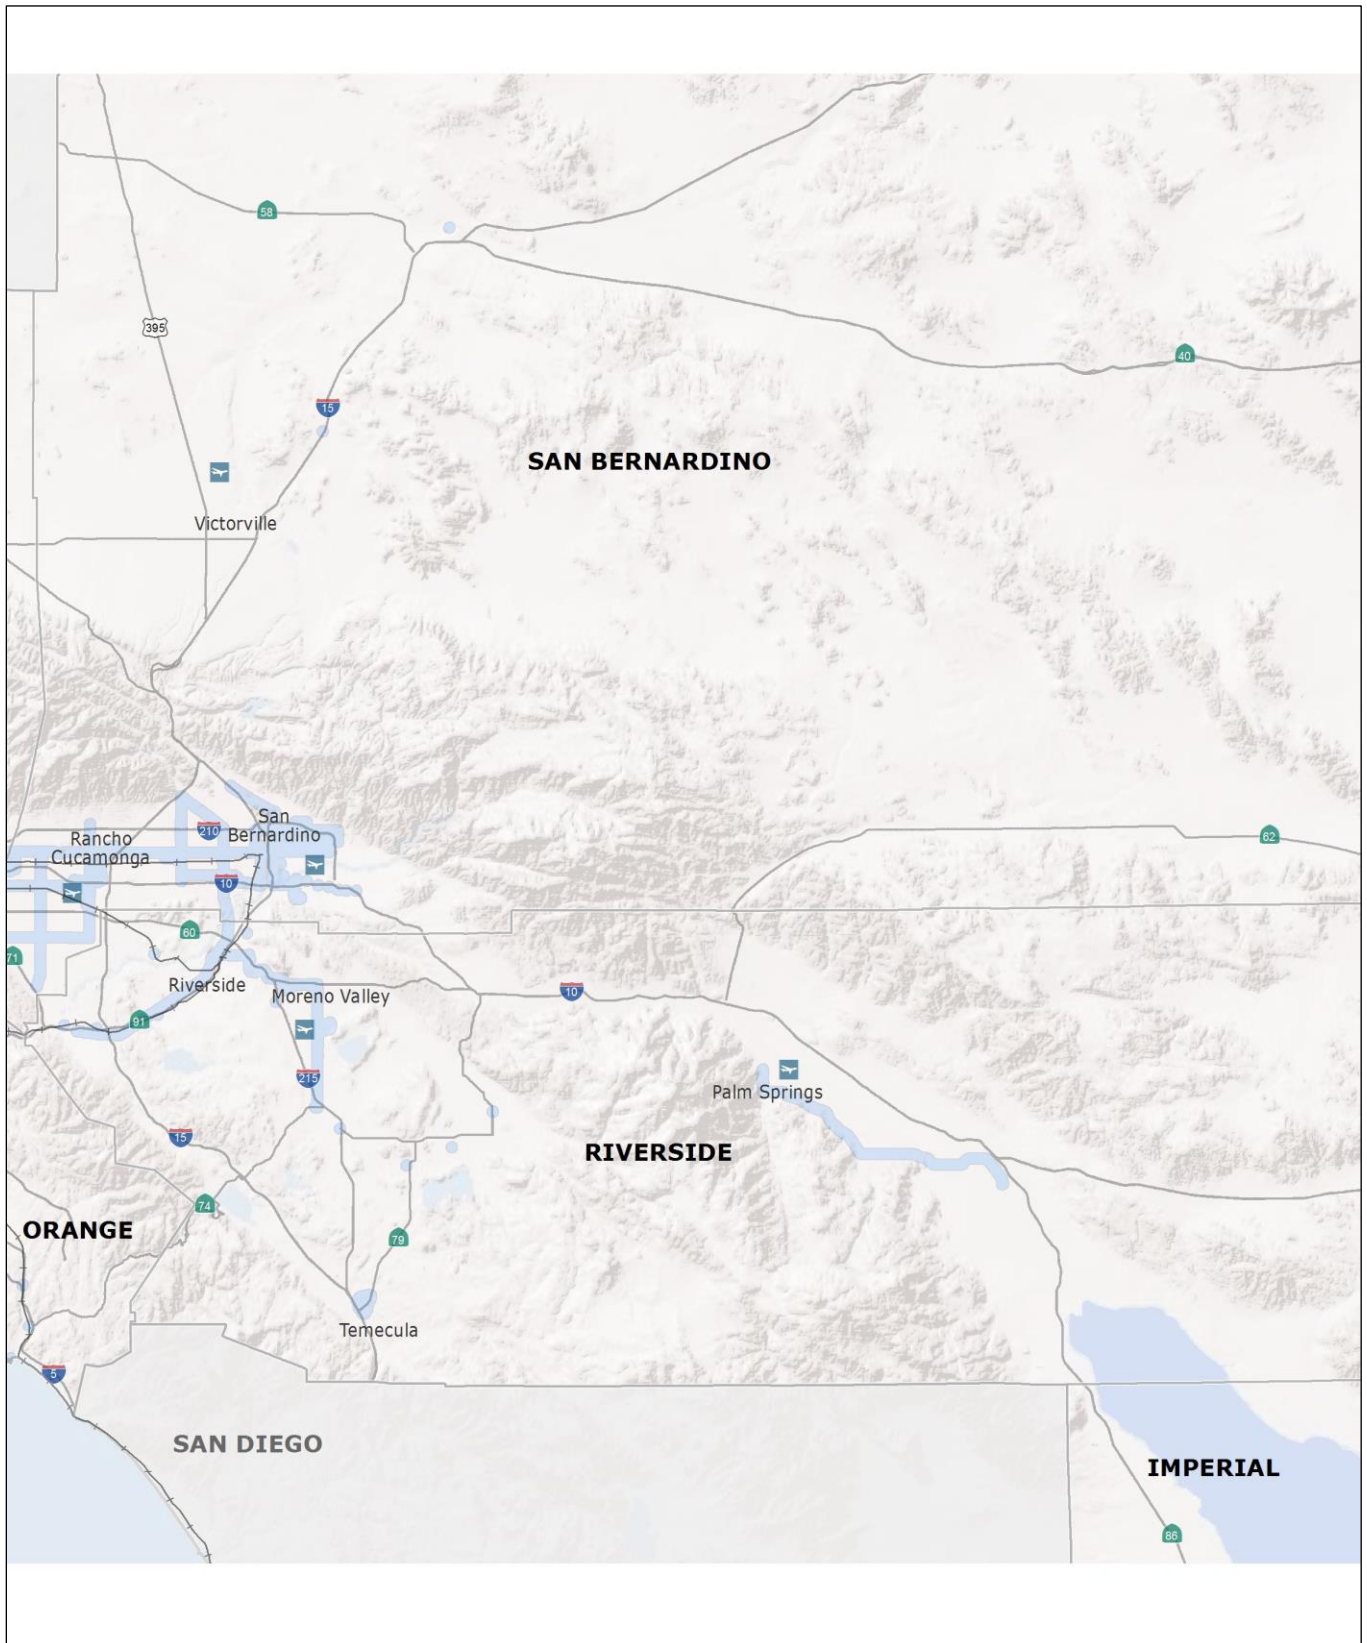 58
395
40
15
SAN BERNARDINO
Victorville
San
Bernardino
210
Rancho
Cucamonga
62
10
60
71
Riverside
Moreno Valley
10
91
215
Palm Springs
15
RIVERSIDE
74
ORANGE
79
Temecula
5
SAN DIEGO
IMPERIAL
86